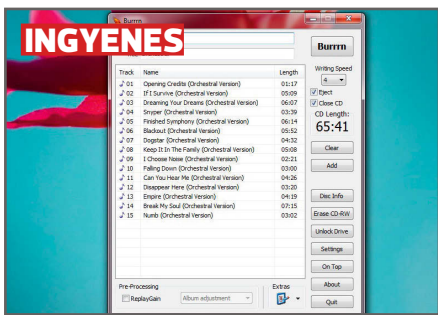 Burrrn
INGYENES
Burrrn
Writing Speed
4
Eject
Close CD
CD Length:
65:41
Clear
Add
Disc Info
Erase CD-RW
Unlock Drive
Settings
On Top
About
Quit
Track Name Length
01 Opening Credits (Orchestral Version) 01:17
02 If I Survive (Orchestral Version) 05:09
03 Dreaming Your Dreams (Orchestral Version) 06:07
04 Snyper (Orchestral Version) 03:39
05 Finished Symphony (Orchestral Version) 06:14
06 Blackout (Orchestral Version) 05:52
07 Dogstar (Orchestral Version) 04:32
08 Keep It In The Family (Orchestral Version) 05:08
09 I Choose Noise (Orchestral Version) 02:21
10 Falling Down (Orchestral Version) 03:00
11 Can You Hear Me (Orchestral Version) 04:26
12 Disappear Here (Orchestral Version) 03:20
13 Empire (Orchestral Version) 04:19
14 Break My Soul (Orchestral Version) 07:15
15 Numb (Orchestral Version) 03:02
Pre-Processing
ReplayGain
Album adjustment
Extras